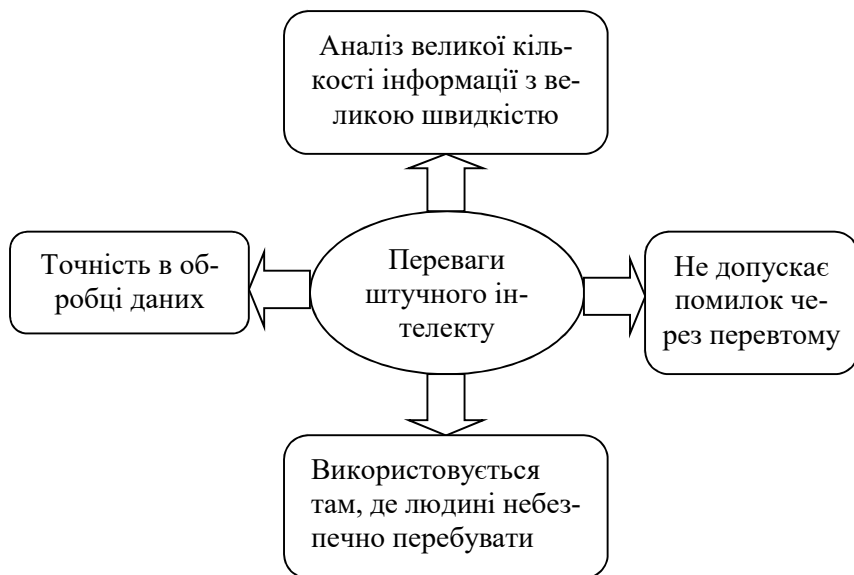 Аналіз великої кіль-
кості інформації з ве-
ликою швидкістю
Точність в об-
робці даних
Переваги
штучного ін-
телекту
Не допускає
помилок че-
рез перевтому
Використовується
там, де людині небез-
печно перебувати